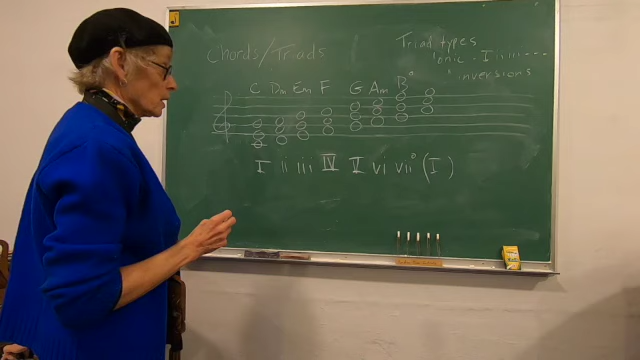 Chords/Triads
Triad types
ionic · I ii iii ----
• inversions
C Dm Em F G Am B°
I ii iii IV V vi vii° (I)